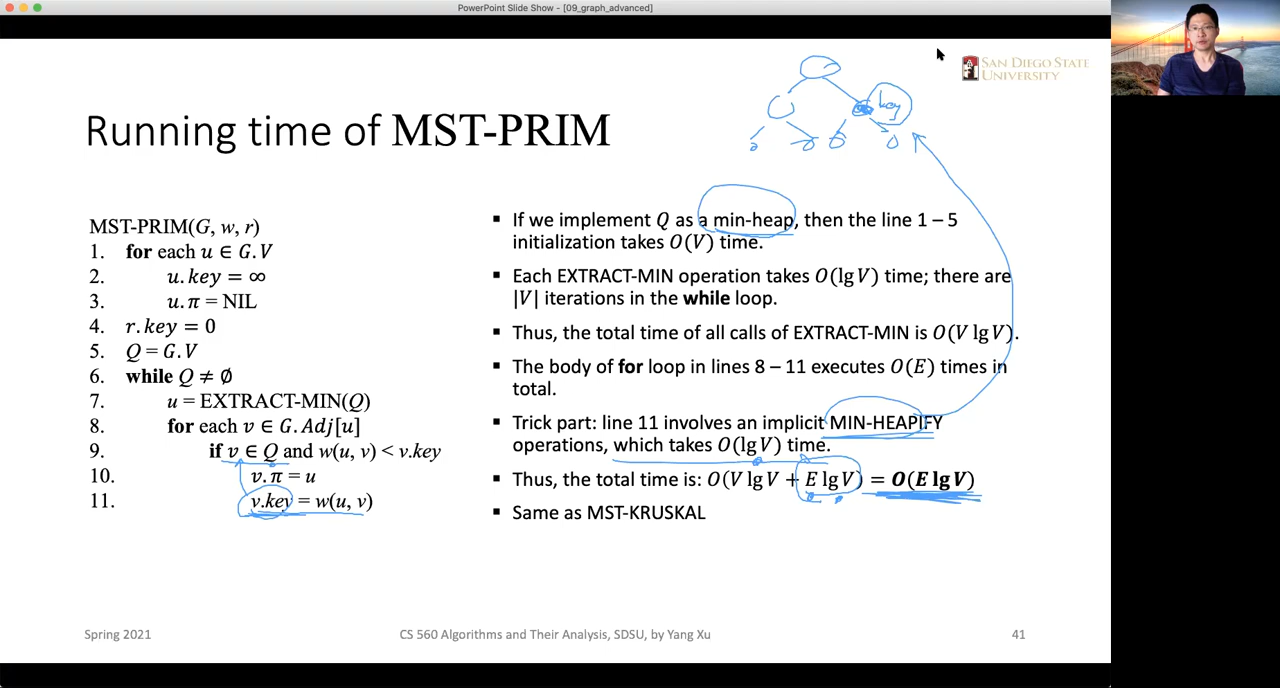 PowerPoint Slide Show - [09_graph_advanced]
SAN DIEGO STATE
UNIVERSITY
key
Running time of MST-PRIM
MST-PRIM(G, w, r)
1. for each u ∈ G.V
2. u.key = ∞
3. u.π = NIL
4. r.key = 0
5. Q = G.V
6. while Q ≠ ∅
7. u = EXTRACT-MIN(Q)
8. for each v ∈ G.Adj[u]
9. if v ∈ Q and w(u, v) < v.key
10. v.π = u
11. v.key = w(u, v)
▪ If we implement Q as a min-heap, then the line 1 – 5
initialization takes O(V) time.
▪ Each EXTRACT-MIN operation takes O(lg V) time; there are
|V| iterations in the while loop.
▪ Thus, the total time of all calls of EXTRACT-MIN is O(V lg V).
▪ The body of for loop in lines 8 – 11 executes O(E) times in
total.
▪ Trick part: line 11 involves an implicit MIN-HEAPIFY
operations, which takes O(lg V) time.
▪ Thus, the total time is: O(V lg V + E lg V) = O(E lg V)
▪ Same as MST-KRUSKAL
Spring 2021
CS 560 Algorithms and Their Analysis, SDSU, by Yang Xu
41